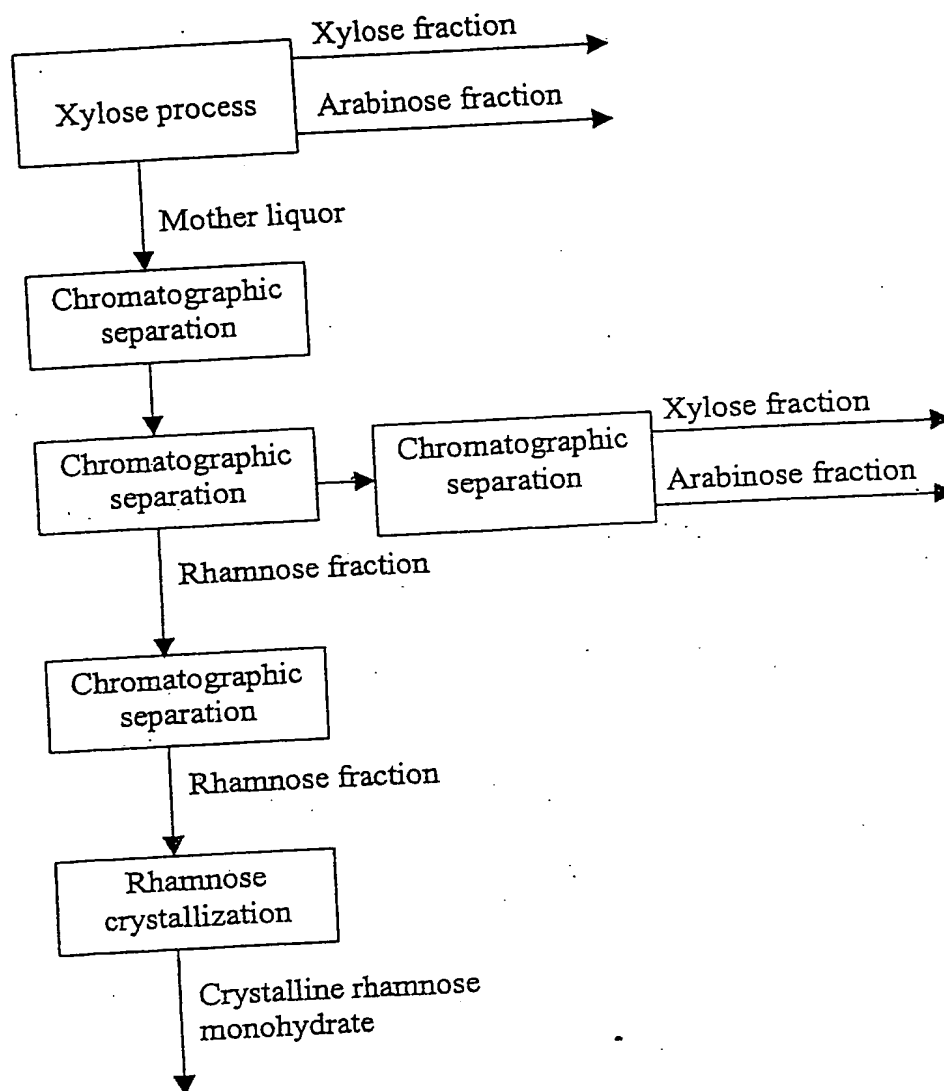 Xylose fraction
Xylose process
Arabinose fraction
Mother liquor
Chromatographic
separation
Chromatographic
separation
Chromatographic
separation
Xylose fraction
Arabinose fraction
Rhamnose fraction
Chromatographic
separation
Rhamnose fraction
Rhamnose
crystallization
Crystalline rhamnose
monohydrate